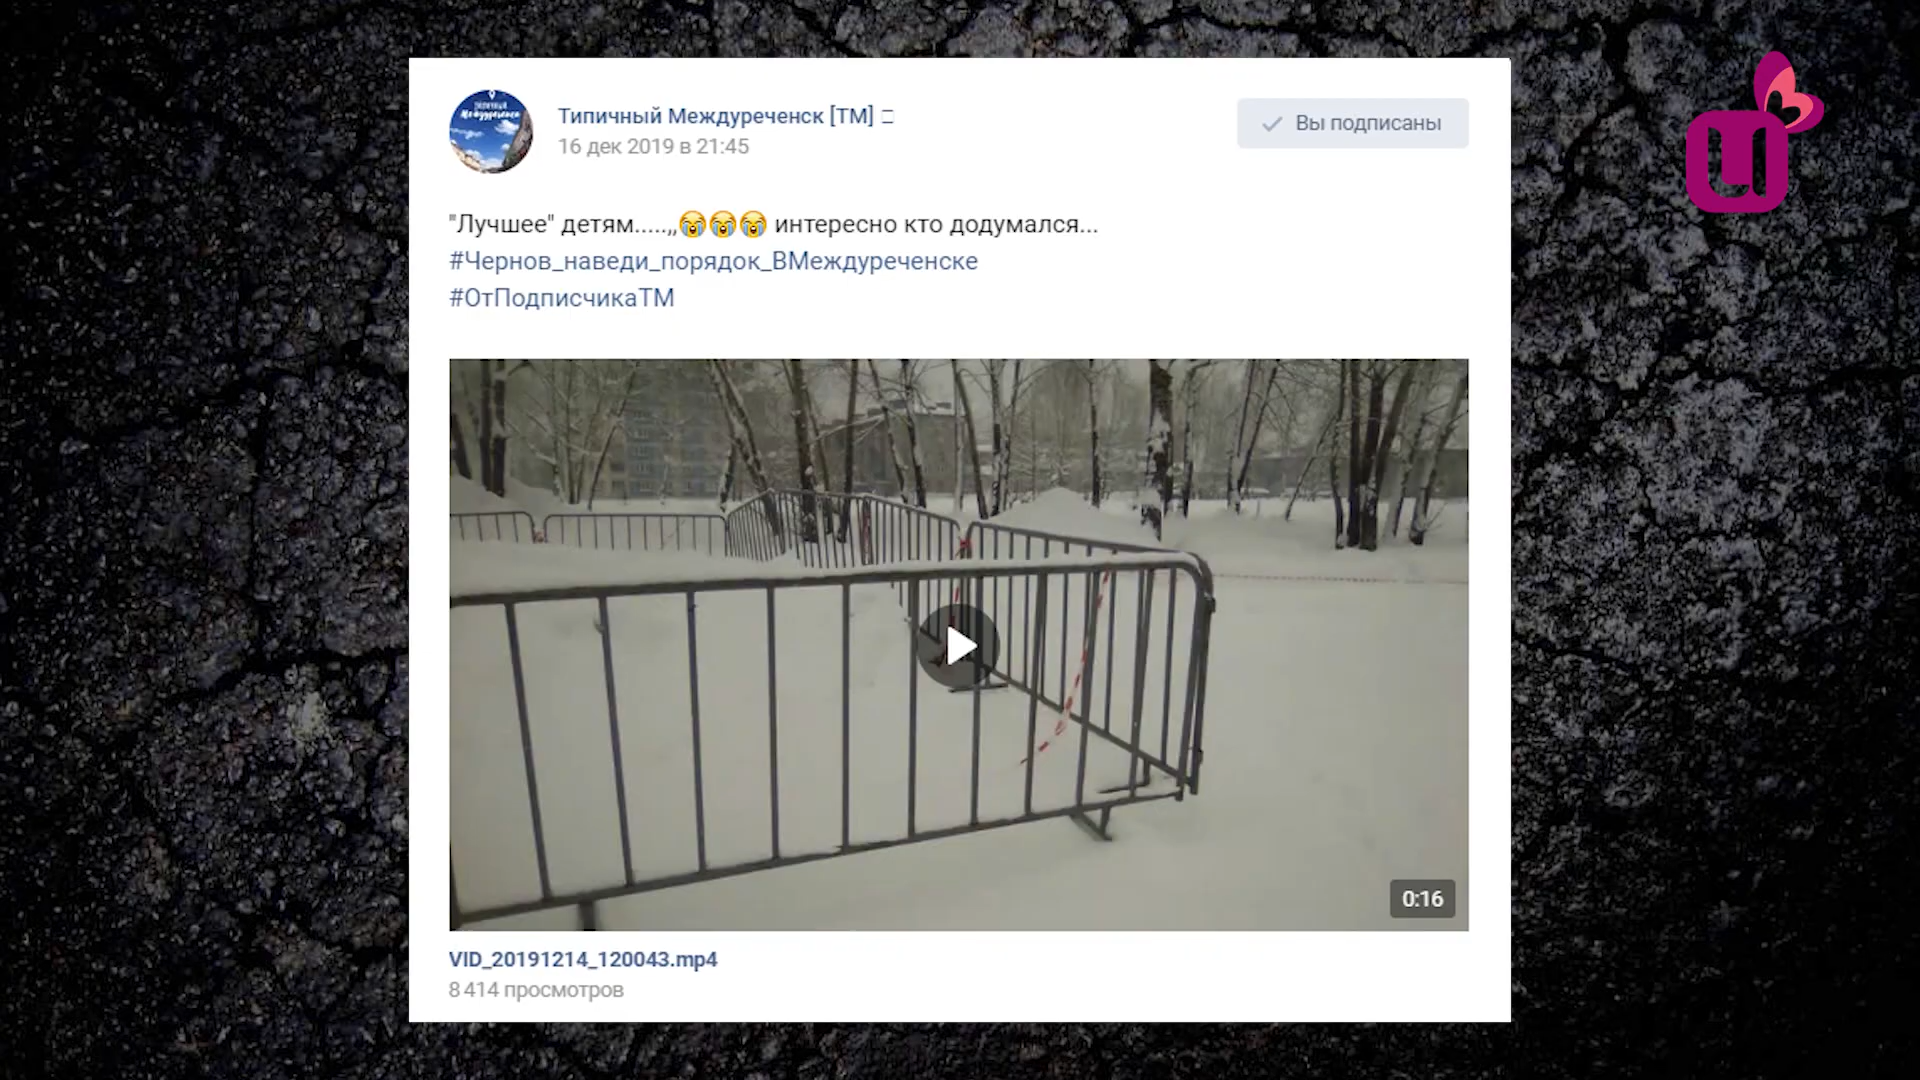 Типичный Междуреченск [ТМ]
16 дек 2019 в 21:45
Вы подписаны
"Лучшее" детям.....,,😭😭😭 интересно кто додумался...
#Чернов_наведи_порядок_ВМеждуреченске
#ОтПодписчикаТМ
0:16
VID_20191214_120043.mp4
8 414 просмотров